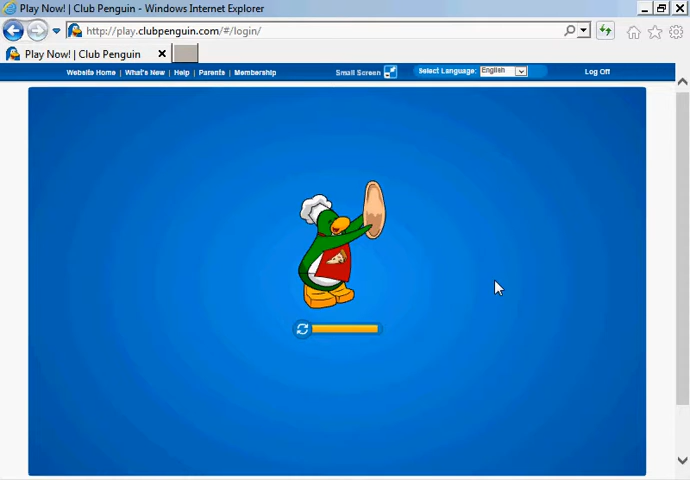 Play Now! | Club Penguin - Windows Internet Explorer
http://play.clubpenguin.com/#/login/
Play Now! | Club Penguin
Website Home | What's New | Help | Parents | Membership
Small Screen
Select Language: English
Log Off